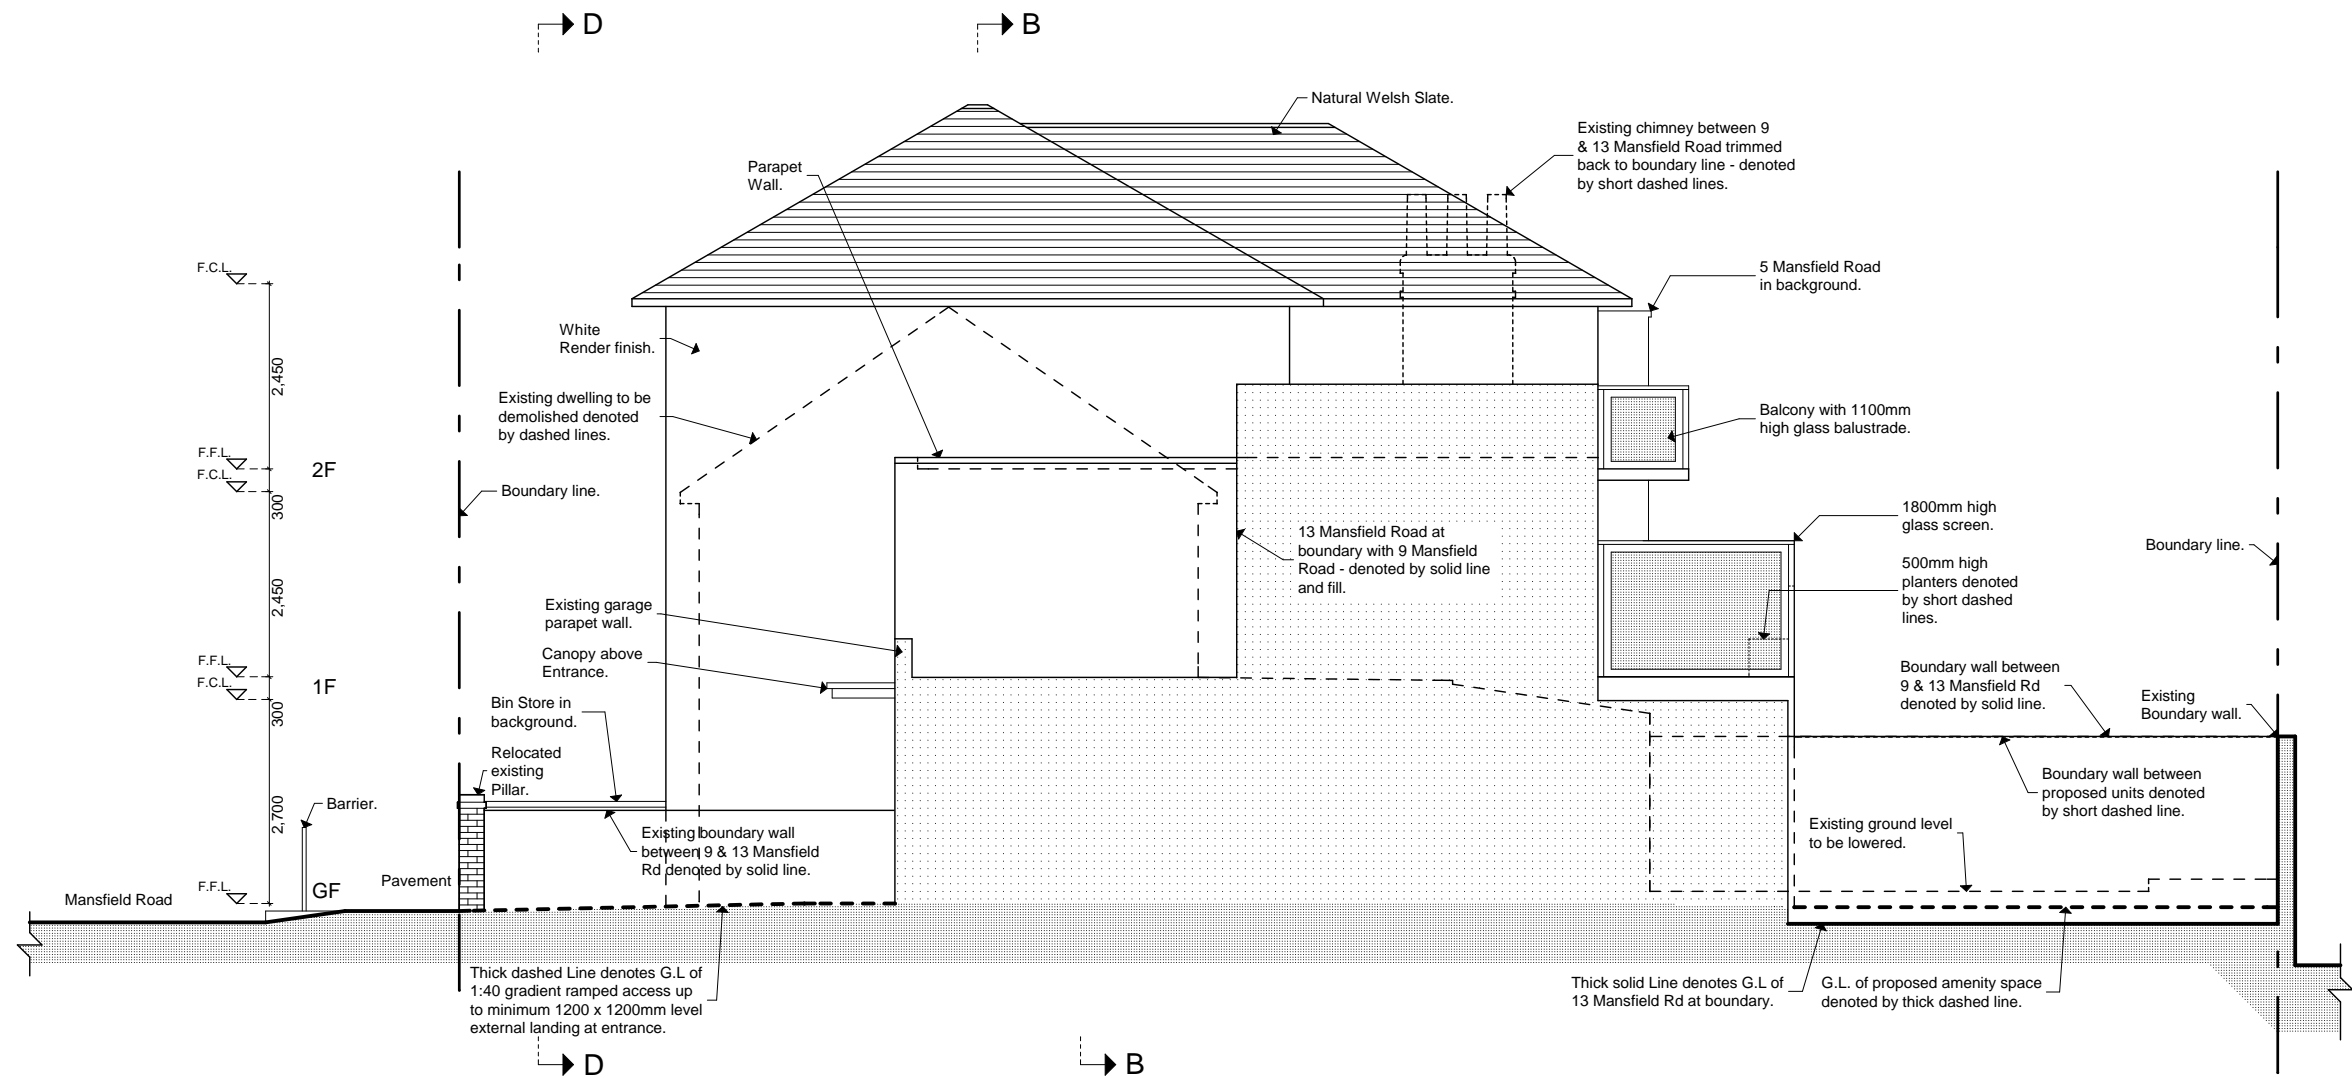 D
B
Natural Welsh Slate.
Existing chimney between 9
& 13 Mansfield Road trimmed
back to boundary line - denoted
by short dashed lines.
Parapet
Wall.
F.C.L.
5 Mansfield Road
in background.
White
Render finish.
2,450
Existing dwelling to be
demolished denoted
by dashed lines.
Balcony with 1100mm
high glass balustrade.
F.F.L.
2F
F.C.L.
Boundary line.
300
1800mm high
glass screen.
13 Mansfield Road at
boundary with 9 Mansfield
Road - denoted by solid line
and fill.
Boundary line.
500mm high
planters denoted
by short dashed
lines.
2,450
Existing garage
parapet wall.
Canopy above
Entrance.
F.F.L.
F.C.L.
1F
Boundary wall between
9 & 13 Mansfield Rd
denoted by solid line.
Existing
Boundary wall.
300
Bin Store in
background.
Relocated
existing
Pillar.
Boundary wall between
proposed units denoted
by short dashed line.
2,700
Barrier.
Existing boundary wall
between 9 & 13 Mansfield
Rd denoted by solid line.
Existing ground level
to be lowered.
F.F.L.
GF
Pavement
Mansfield Road
Thick dashed Line denotes G.L of
1:40 gradient ramped access up
to minimum 1200 x 1200mm level
external landing at entrance.
Thick solid Line denotes G.L of
13 Mansfield Rd at boundary.
G.L. of proposed amenity space
denoted by thick dashed line.
D
B